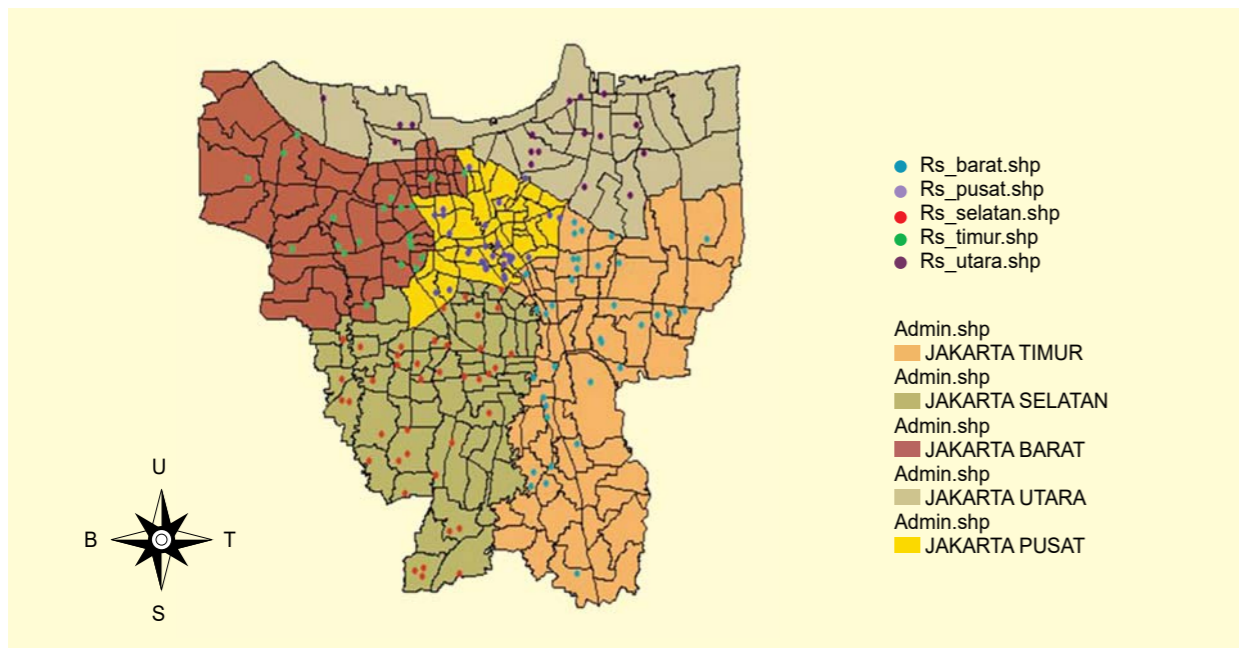 Rs_barat.shp
Rs_pusat.shp
Rs_selatan.shp
Rs_timur.shp
Rs_utara.shp
Admin.shp
JAKARTA TIMUR
Admin.shp
JAKARTA SELATAN
Admin.shp
JAKARTA BARAT
Admin.shp
JAKARTA UTARA
Admin.shp
JAKARTA PUSAT
U
B T
S